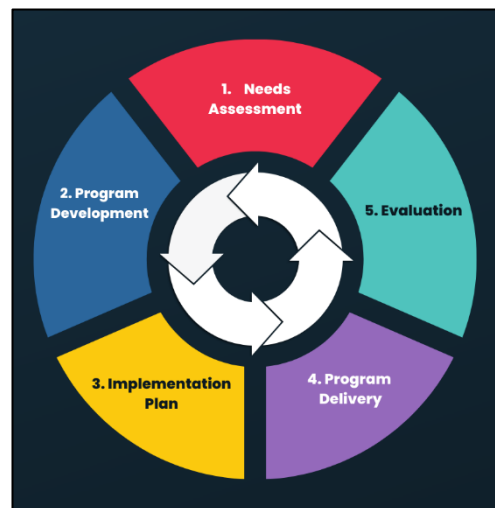 1. Needs
Assessment
2. Program
Development
3. Implementation
Plan
4. Program
Delivery
5. Evaluation